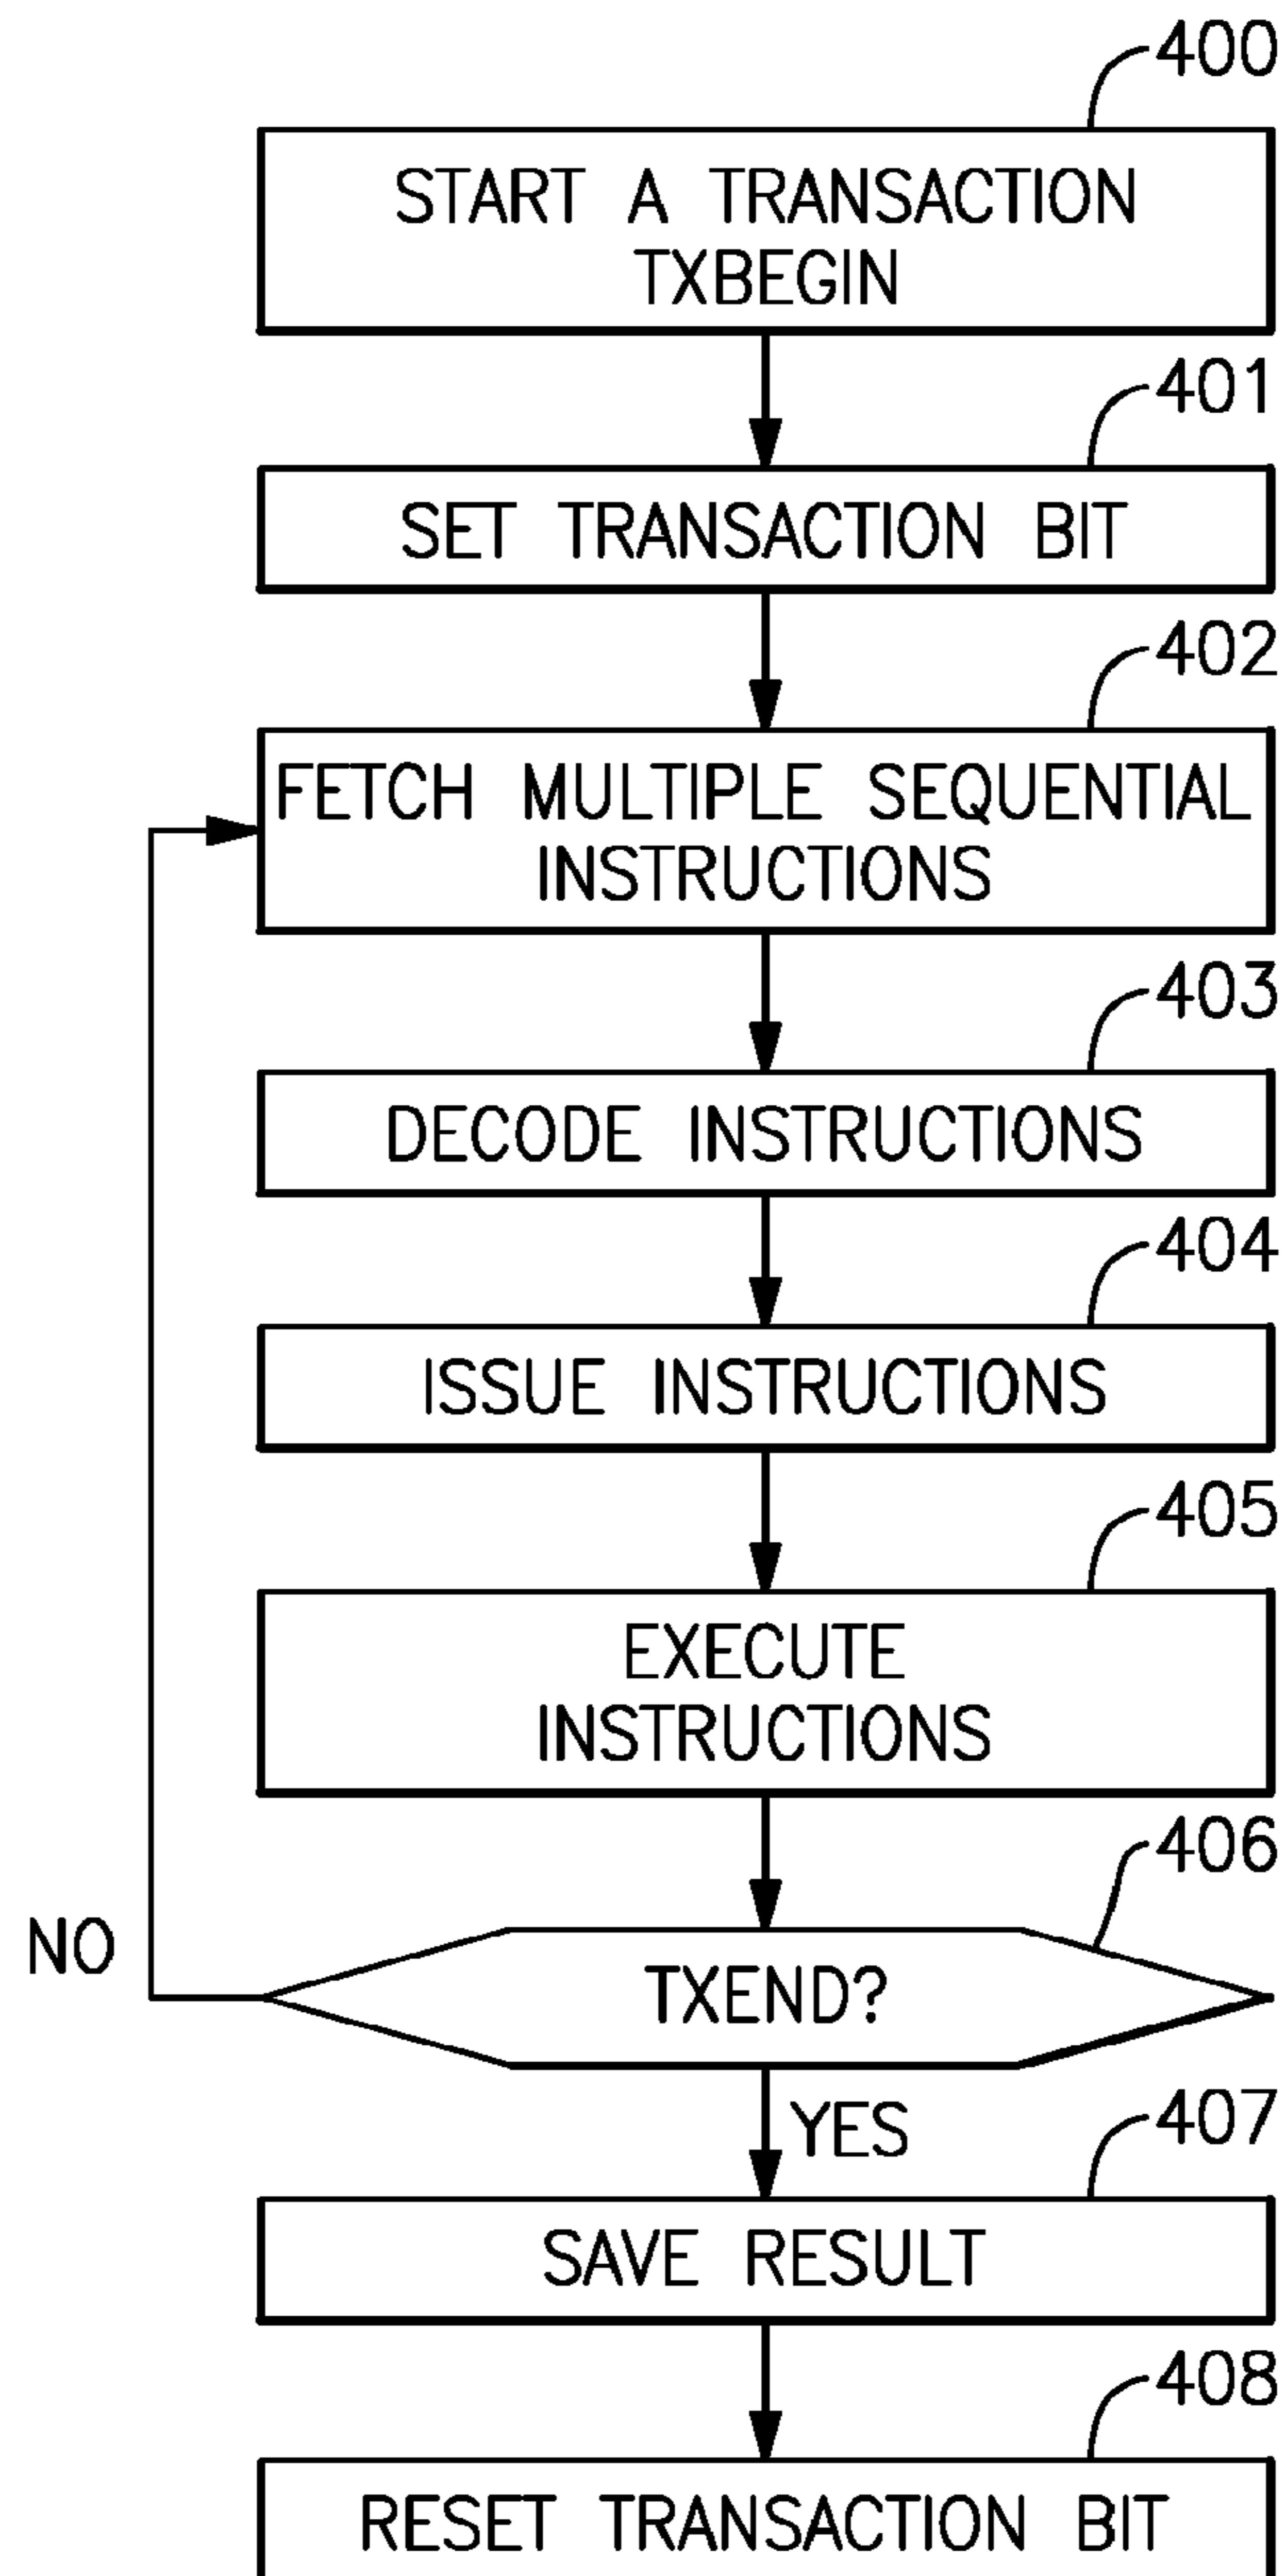 400
START A TRANSACTION
TXBEGIN
401
SET TRANSACTION BIT
402
FETCH MULTIPLE SEQUENTIAL
INSTRUCTIONS
403
DECODE INSTRUCTIONS
404
ISSUE INSTRUCTIONS
405
EXECUTE
INSTRUCTIONS
406
NO
TXEND?
YES
407
SAVE RESULT
408
RESET TRANSACTION BIT